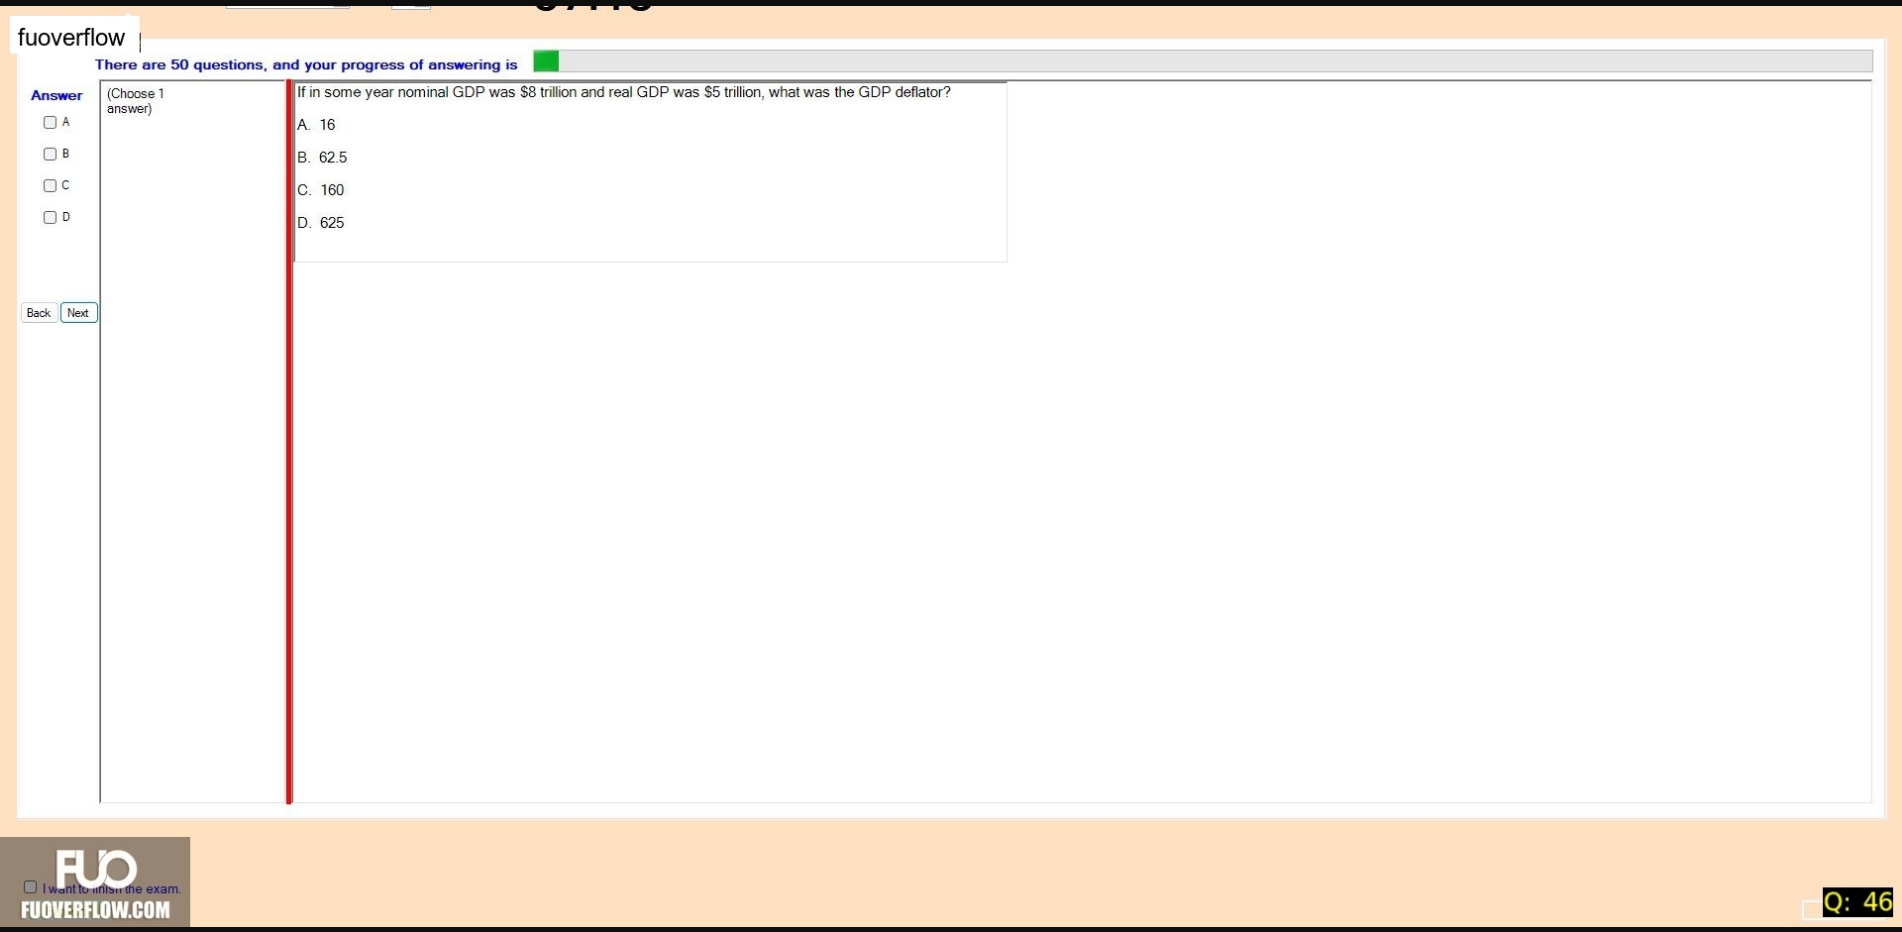 fuoverflow
There are 50 questions, and your progress of answering is
Answer
(Choose 1
answer)
A
B
C
D
Back Next
If in some year nominal GDP was $8 trillion and real GDP was $5 trillion, what was the GDP deflator?
A. 16
B. 62.5
C. 160
D. 625
FUO
I want to finish the exam.
FUOVERFLOW.COM
Q: 46